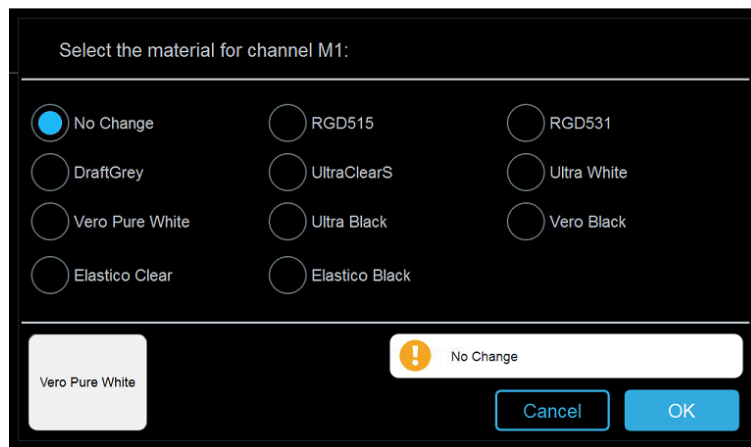 Select the material for channel M1:
No Change
RGD515
RGD531
DraftGrey
UltraClearS
Ultra White
Vero Pure White
Ultra Black
Vero Black
Elastico Clear
Elastico Black
Vero Pure White
No Change
Cancel
OK